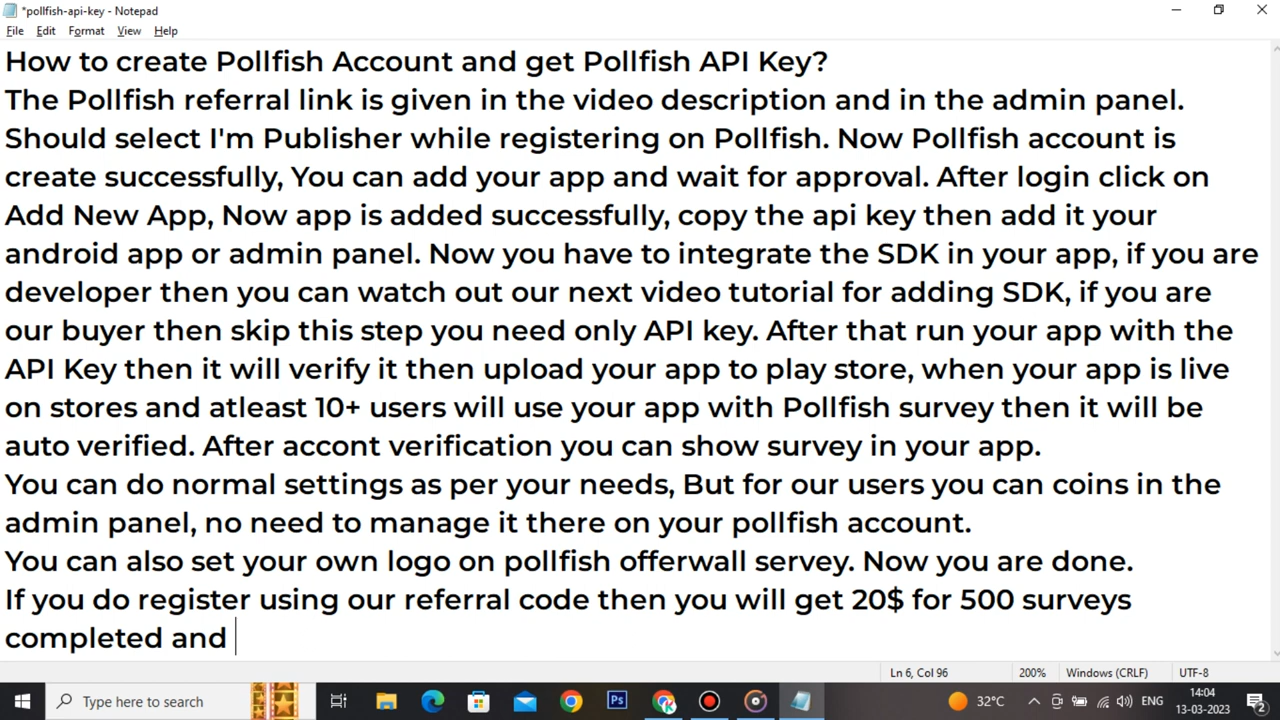 *pollfish-api-key - Notepad
File Edit Format View Help
How to create Pollfish Account and get Pollfish API Key?
The Pollfish referral link is given in the video description and in the admin panel.
Should select I'm Publisher while registering on Pollfish. Now Pollfish account is
create successfully, You can add your app and wait for approval. After login click on
Add New App, Now app is added successfully, copy the api key then add it your
android app or admin panel. Now you have to integrate the SDK in your app, if you are
developer then you can watch out our next video tutorial for adding SDK, if you are
our buyer then skip this step you need only API key. After that run your app with the
API Key then it will verify it then upload your app to play store, when your app is live
on stores and atleast 10+ users will use your app with Pollfish survey then it will be
auto verified. After accont verification you can show survey in your app.
You can do normal settings as per your needs, But for our users you can coins in the
admin panel, no need to manage it there on your pollfish account.
You can also set your own logo on pollfish offerwall servey. Now you are done.
If you do register using our referral code then you will get 20$ for 500 surveys
completed and
Ln 6, Col 96 200% Windows (CRLF) UTF-8
Type here to search Ps 32°C ENG 14:04 13-03-2023 2